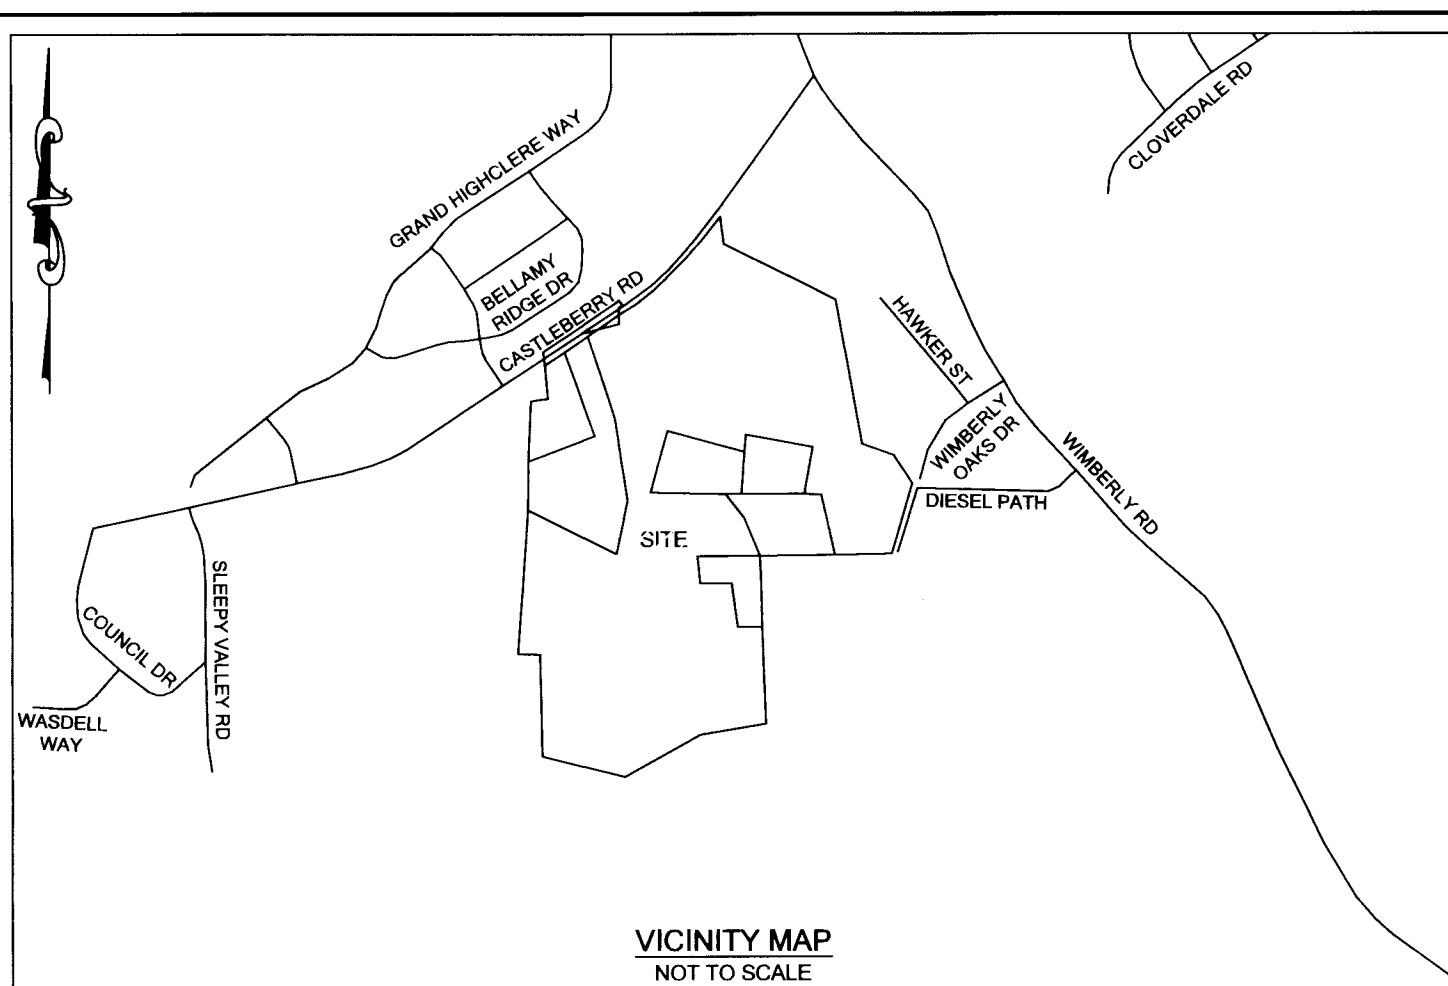 CLOVERDALE RD
GRAND HIGHCLERE WAY
BELLAMY
RIDGE DR
CASTLEBERRY RD
HAWKER ST
WIMBERLY
OAKS DR
WIMBERLY RD
DIESEL PATH
SITE
SLEEPY VALLEY RD
COUNCIL DR
WASDELL
WAY
VICINITY MAP
NOT TO SCALE